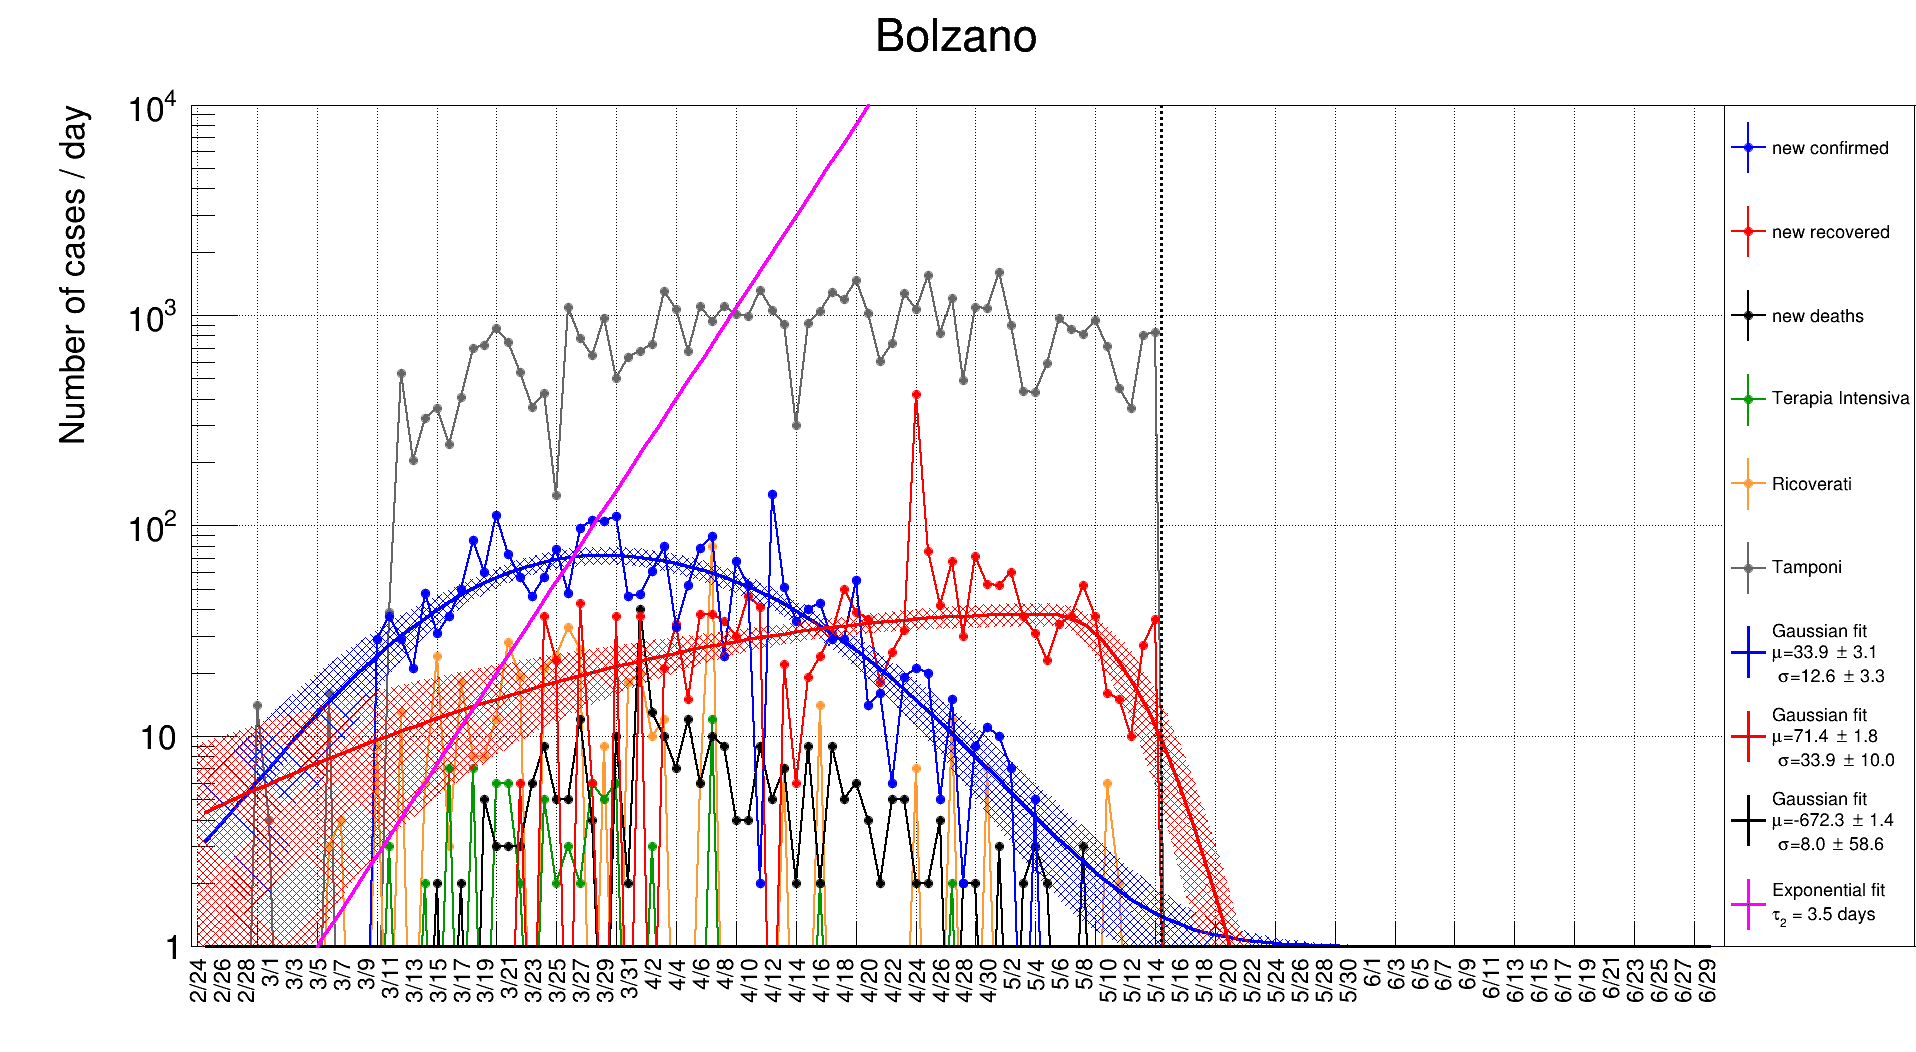 Bolzano
Number of cases / day
10^4
10^3
10^2
10
1
2/24 2/26 2/28 3/1 3/3 3/5 3/7 3/9 3/11 3/13 3/15 3/17 3/19 3/21 3/23 3/25 3/27 3/29 3/31 4/2 4/4 4/6 4/8 4/10 4/12 4/14 4/16 4/18 4/20 4/22 4/24 4/26 4/28 4/30 5/2 5/4 5/6 5/8 5/10 5/12 5/14 5/16 5/18 5/20 5/22 5/24 5/26 5/28 5/30 6/1 6/3 6/5 6/7 6/9 6/11 6/13 6/15 6/17 6/19 6/21 6/23 6/25 6/27 6/29
new confirmed
new recovered
new deaths
Terapia Intensiva
Ricoverati
Tamponi
Gaussian fit
μ=33.9 ± 3.1
σ=12.6 ± 3.3
Gaussian fit
μ=71.4 ± 1.8
σ=33.9 ± 10.0
Gaussian fit
μ=-672.3 ± 1.4
σ=8.0 ± 58.6
Exponential fit
τ₂ = 3.5 days